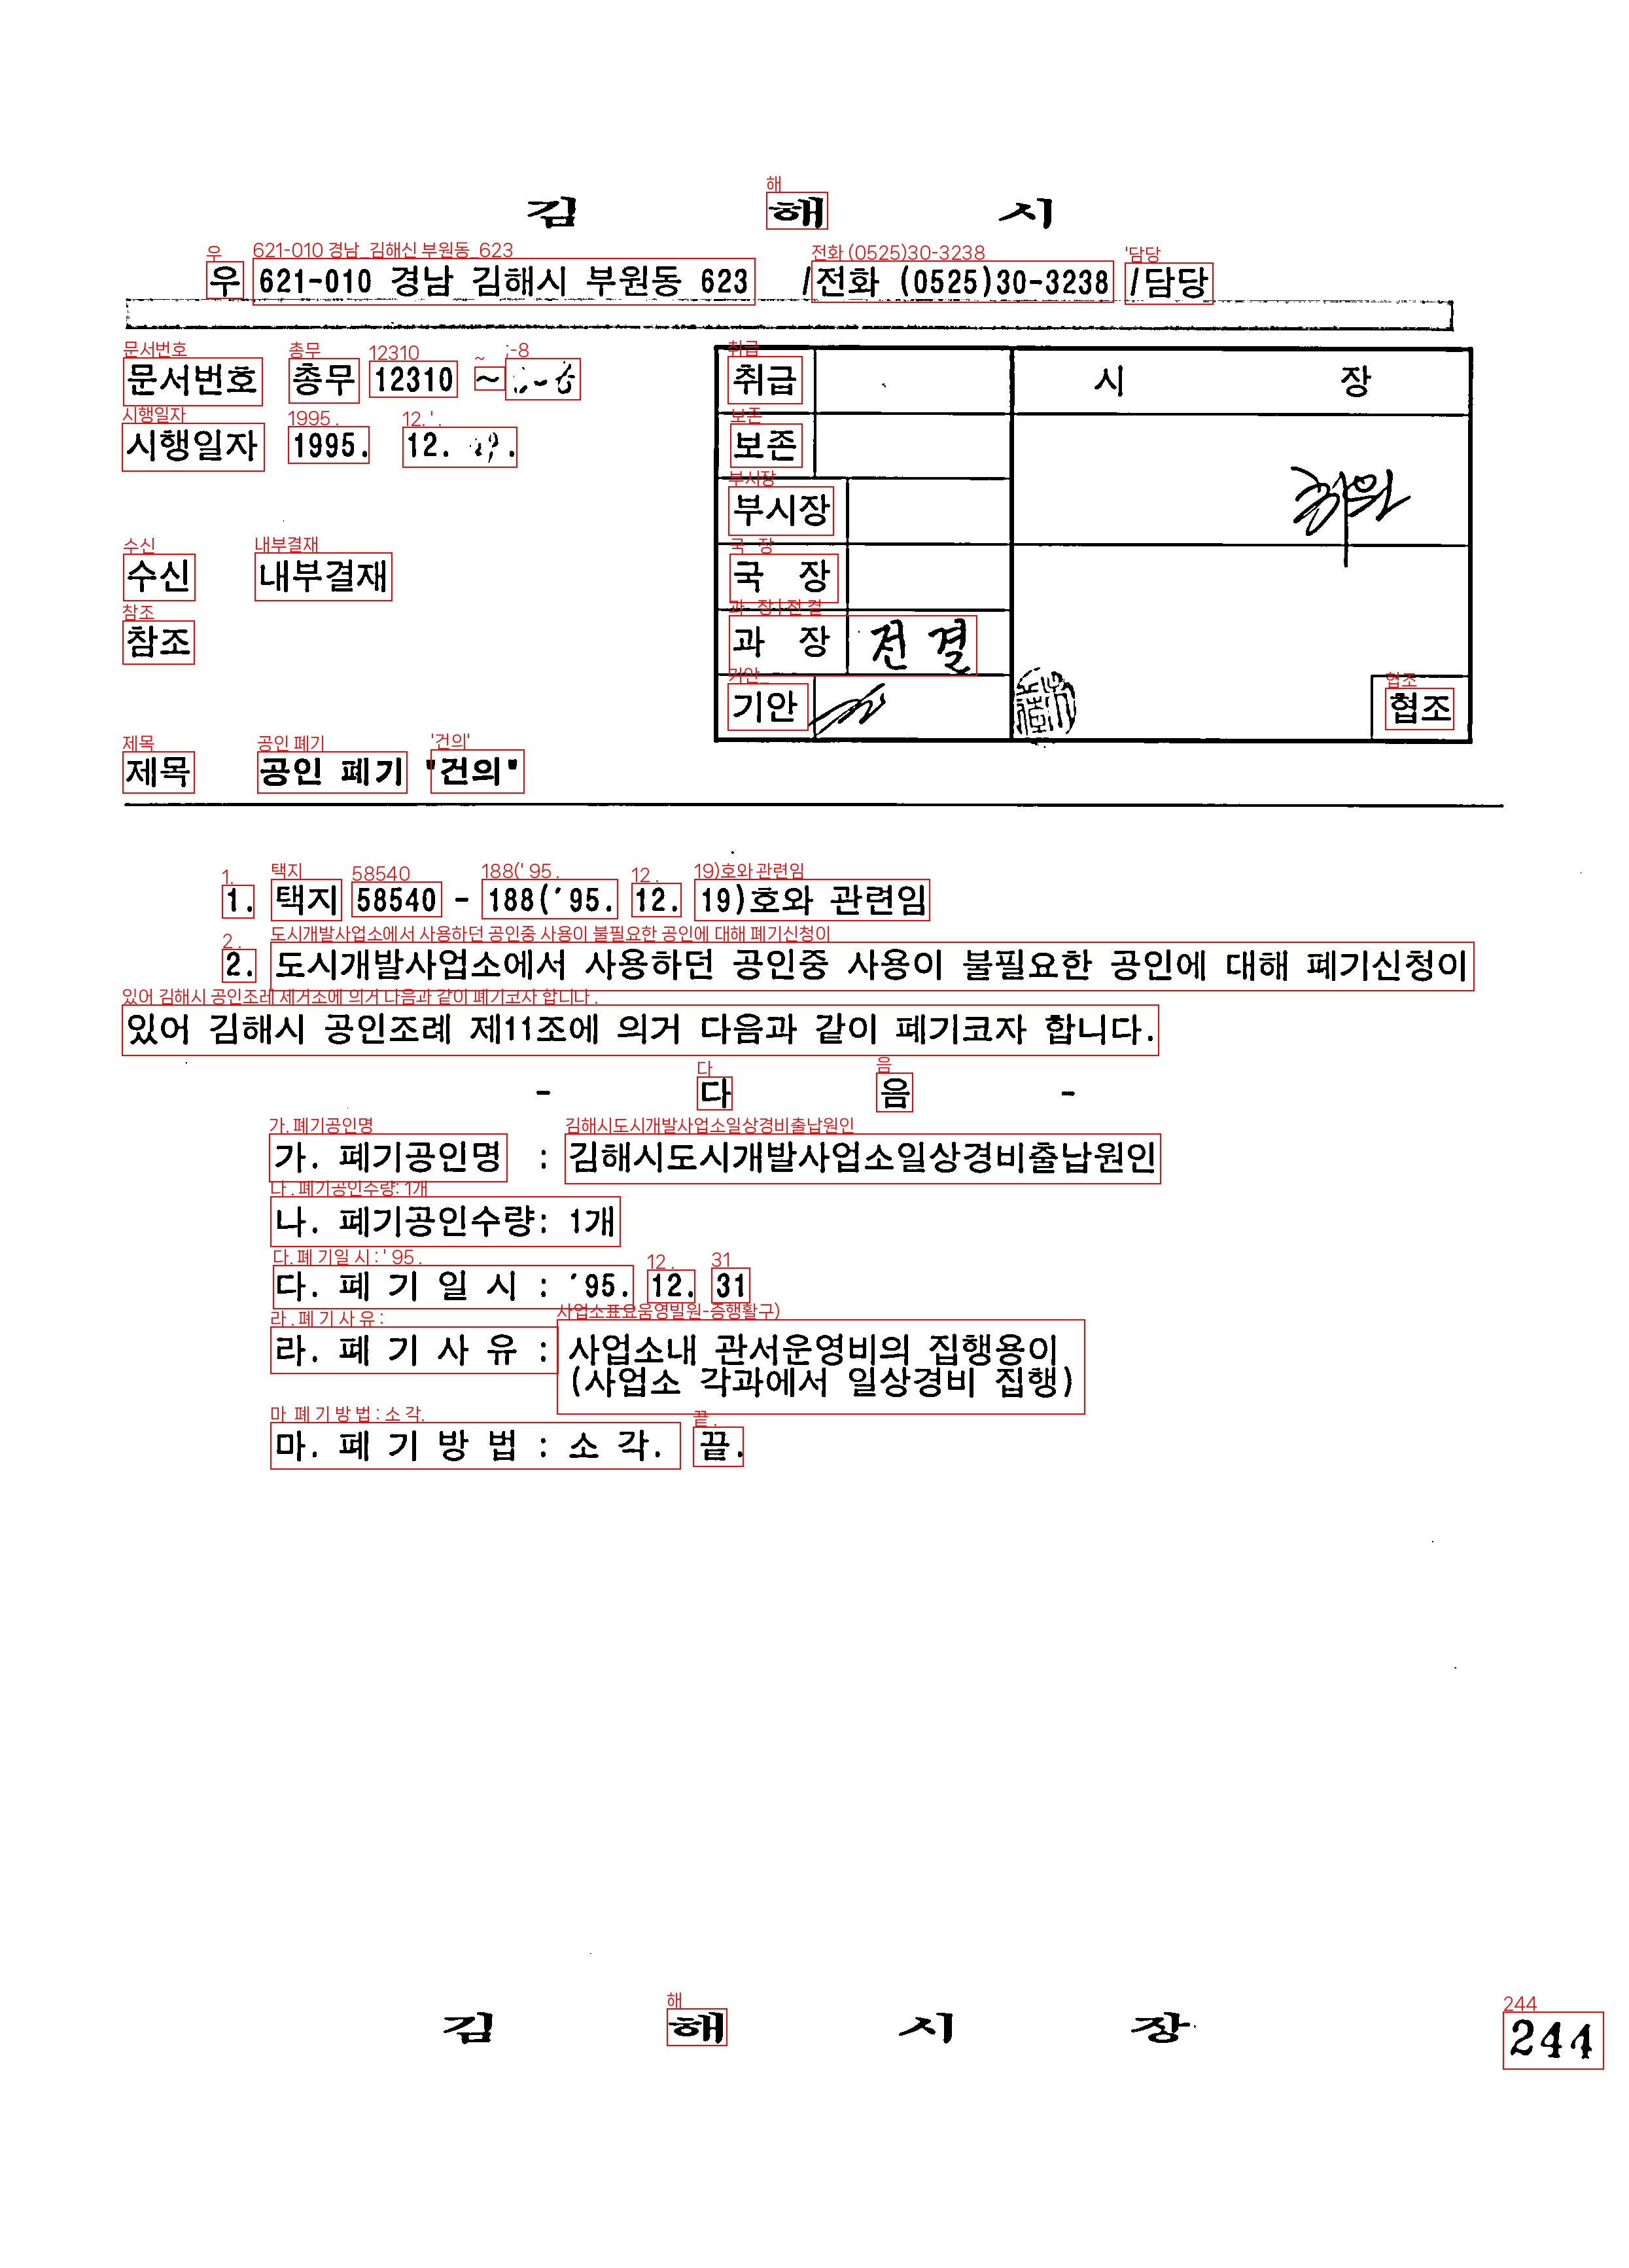 김 해 시
우 621-010 경남 김해시 부원동 623 /전화 (0525)30-3238 /담당
문서번호 총무 12310 ~
시행일자 1995. 12.
수신 내부결재
참조
제목 공인 폐기 "건의"
취급 시 장
보존
부시장
국 장
과 장 전결
기안 협조
1. 택지 58540 - 188('95. 12. 19)호와 관련임
2. 도시개발사업소에서 사용하던 공인중 사용이 불필요한 공인에 대해 폐기신청이
있어 김해시 공인조례 제11조에 의거 다음과 같이 폐기코자 합니다.
- 다 음 -
가. 폐기공인명 : 김해시도시개발사업소일상경비출납원인
나. 폐기공인수량: 1개
다. 폐 기 일 시 : '95. 12. 31
라. 폐 기 사 유 : 사업소내 관서운영비의 집행용이
(사업소 각과에서 일상경비 집행)
마. 폐 기 방 법 : 소 각. 끝.
김 해 시 장
244